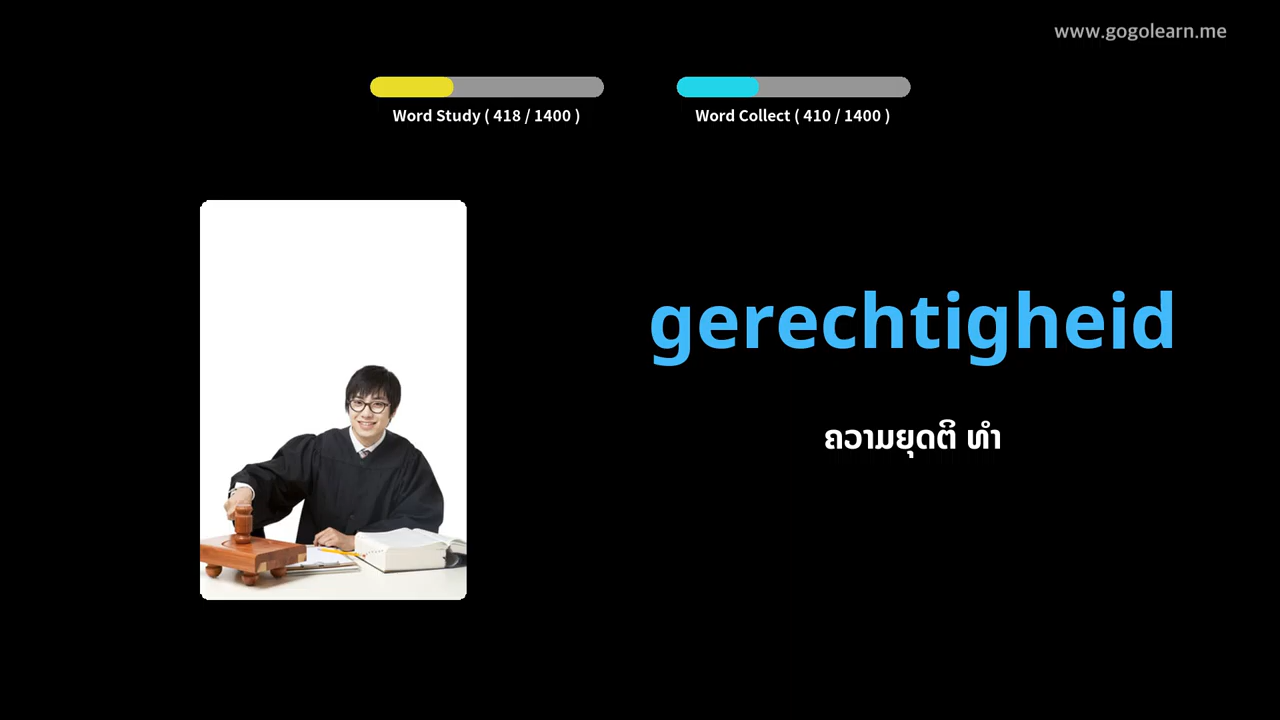 www.gogolearn.me
Word Study ( 418 / 1400 )
Word Collect ( 410 / 1400 )
gerechtigheid
ຄວາມຍຸດຕິ ທຳ